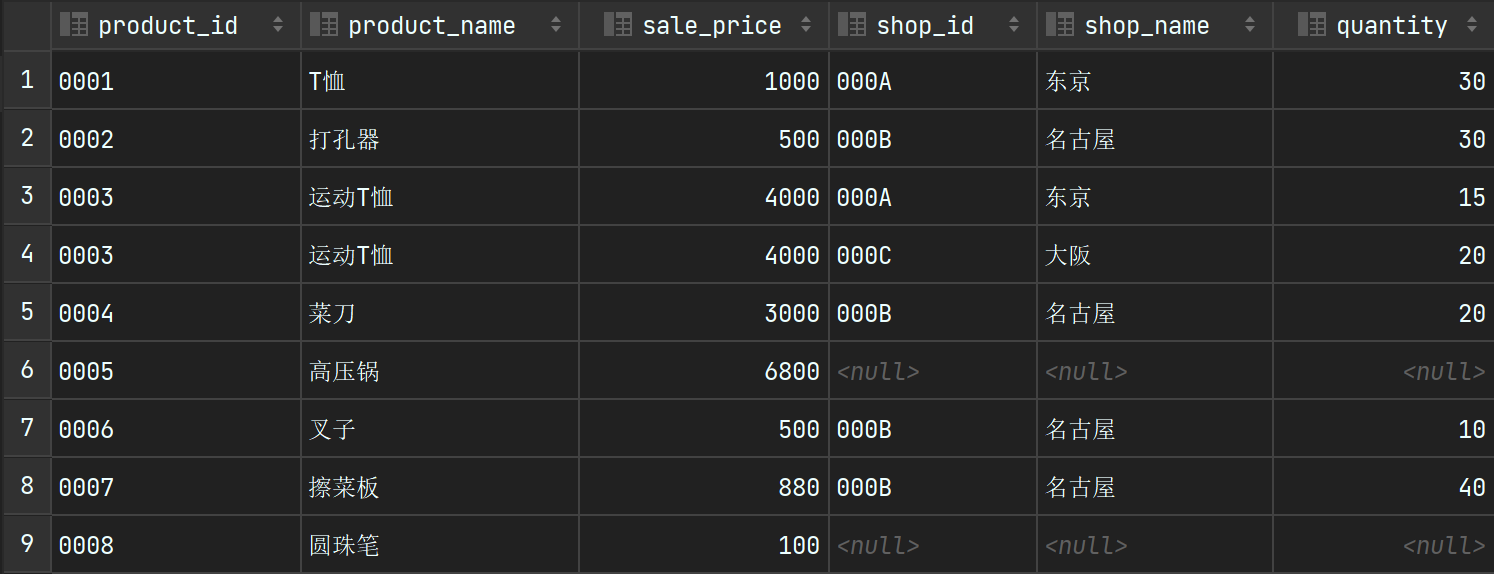 product_id product_name sale_price shop_id shop_name quantity
1 0001 T恤 1000 000A 东京 30
2 0002 打孔器 500 000B 名古屋 30
3 0003 运动T恤 4000 000A 东京 15
4 0003 运动T恤 4000 000C 大阪 20
5 0004 菜刀 3000 000B 名古屋 20
6 0005 高压锅 6800 <null> <null> <null>
7 0006 叉子 500 000B 名古屋 10
8 0007 擦菜板 880 000B 名古屋 40
9 0008 圆珠笔 100 <null> <null> <null>